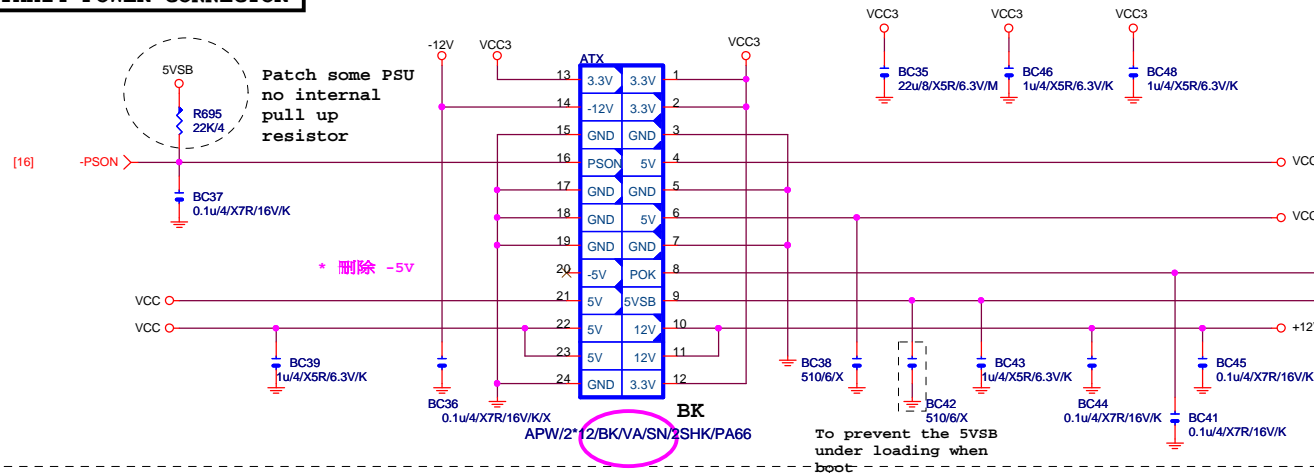 -12V
VCC3
VCC3
VCC3
VCC3
VCC3
5VSB
R695
22K/4
Patch some PSU
no internal
pull up
resistor
BC35
22u/8/X5R/6.3V/M
BC46
1u/4/X5R/6.3V/K
BC48
1u/4/X5R/6.3V/K
ATX
13 3.3V 3.3V 1
14 -12V 3.3V 2
15 GND GND 3
16 PSON 5V 4
17 GND GND 5
18 GND 5V 6
19 GND GND 7
20 -5V POK 8
21 5V 5VSB 9
22 5V 12V 10
23 5V 12V 11
24 GND 3.3V 12
[16] -PSON
BC37
0.1u/4/X7R/16V/K
* 删除 -5V
VCC
VCC
BC39
1u/4/X5R/6.3V/K
BC36
0.1u/4/X7R/16V/K/X
BK
APW/2*12/BK/VA/SN/2SHK/PA66
BC38
510/6/X
BC42
510/6/X
BC43
1u/4/X5R/6.3V/K
BC44
0.1u/4/X7R/16V/K
BC45
0.1u/4/X7R/16V/K
BC41
0.1u/4/X7R/16V/K
To prevent the 5VSB
under loading when
boot